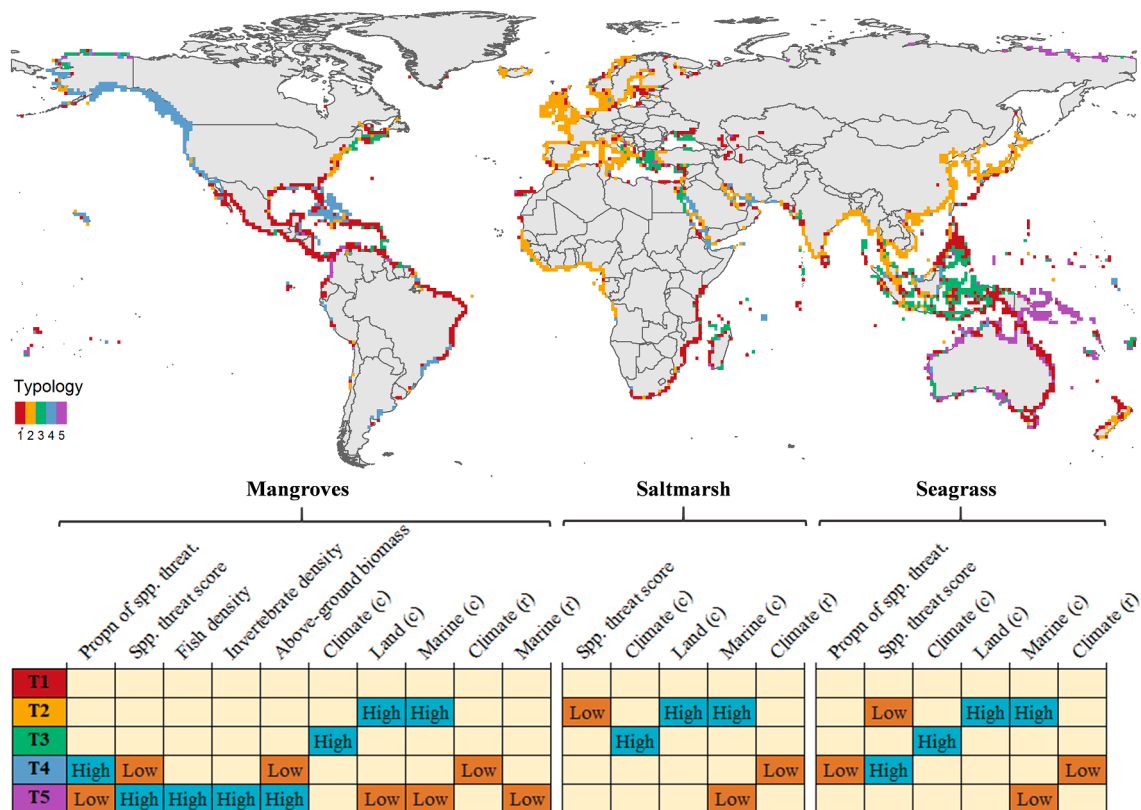 Typology
1 2 3 4 5
Mangroves Saltmarsh Seagrass
Propn of spp. threat. Spp. threat score Fish density Invertebrate density Above-ground biomass Climate (c) Land (c) Marine (c) Climate (r) Marine (r) Spp. threat score Climate (c) Land (c) Marine (c) Climate (r) Propn of spp. threat. Spp. threat score Climate (c) Land (c) Marine (c) Climate (r)
T1
T2 High High Low High High Low High High
T3 High High High
T4 High Low Low Low Low Low High Low
T5 Low High High High High Low Low Low Low Low